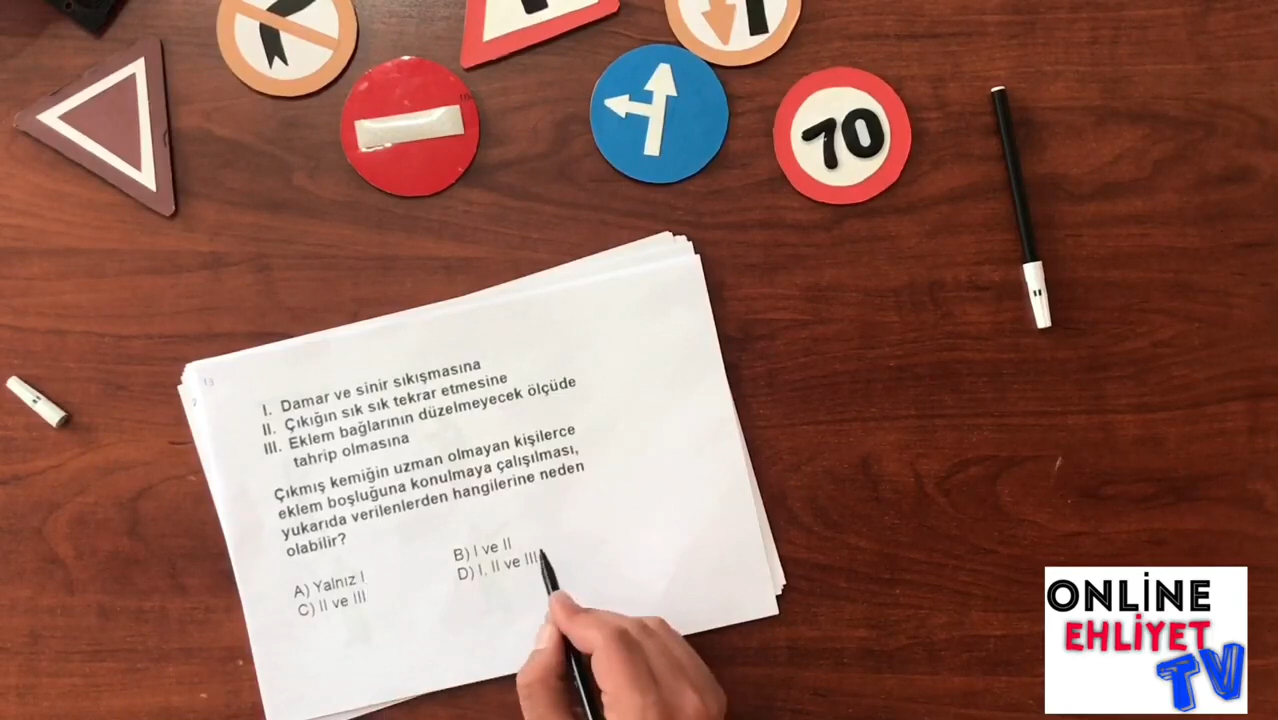 70
13
I. Damar ve sinir sıkışmasına
II. Çıkığın sık sık tekrar etmesine
III. Eklem bağlarının düzelmeyecek ölçüde
tahrip olmasına
Çıkmış kemiğin uzman olmayan kişilerce
eklem boşluğuna konulmaya çalışılması,
yukarıda verilenlerden hangilerine neden
olabilir?
A) Yalnız I
B) I ve II
C) II ve III
D) I, II ve III
ONLİNE
EHLİYET
TV